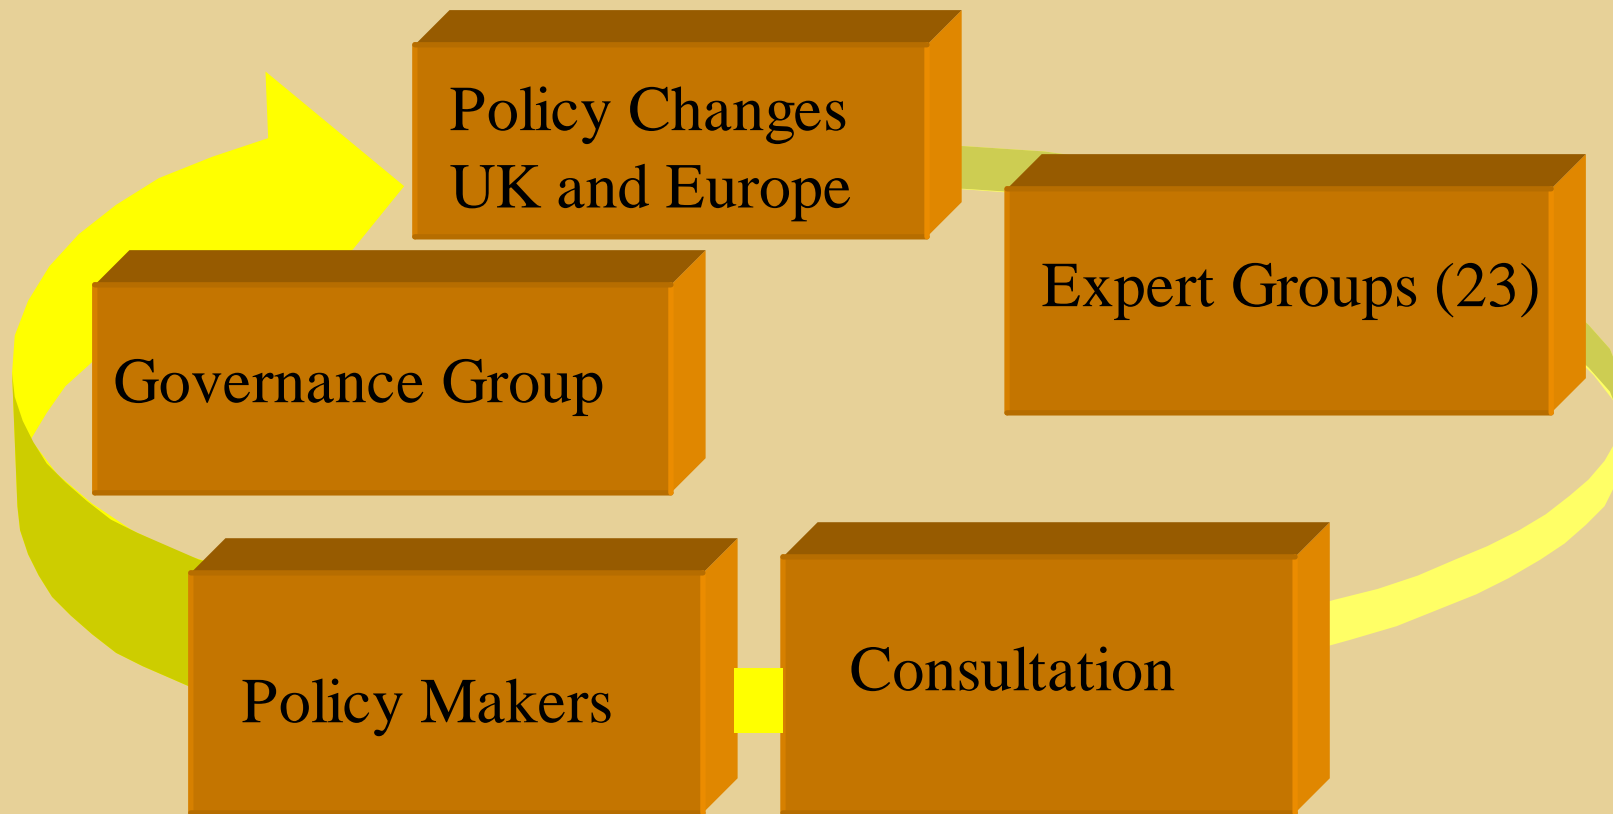 Policy Changes
UK and Europe
Expert Groups (23)
Governance Group
Consultation
Policy Makers